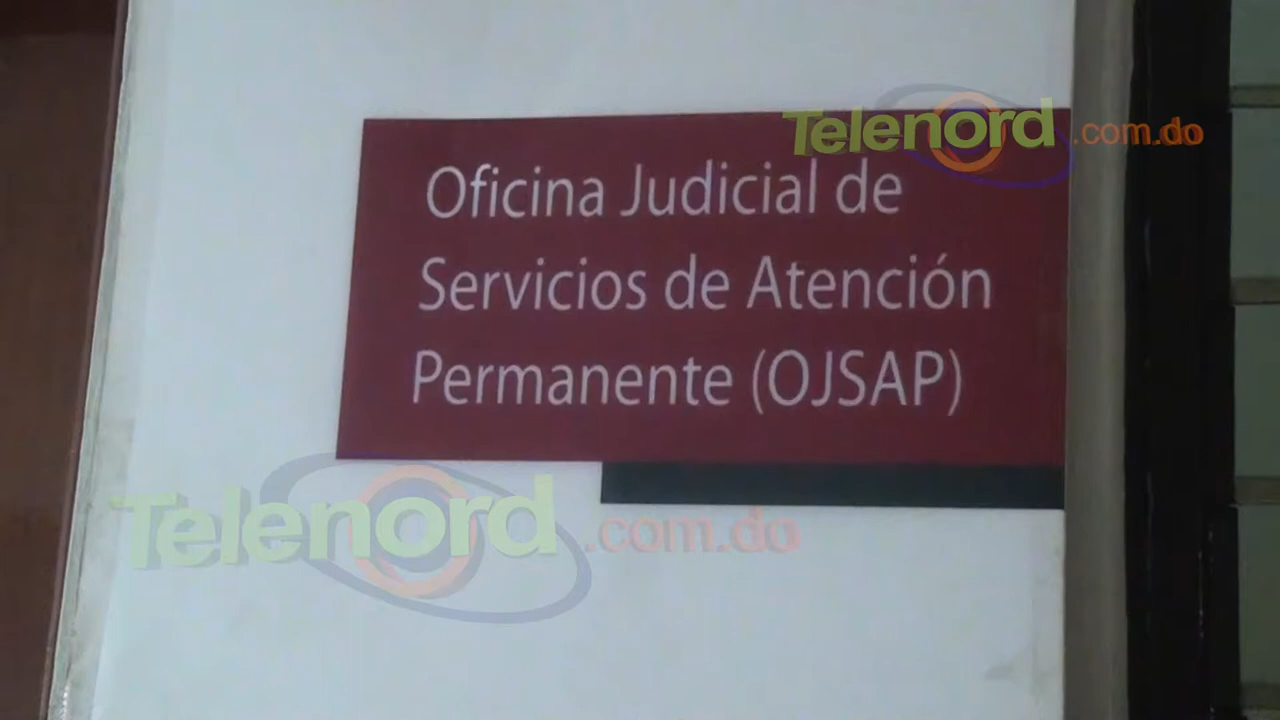 Telenord.com.do
Oficina Judicial de
Servicios de Atención
Permanente (OJSAP)
Telenord.com.do